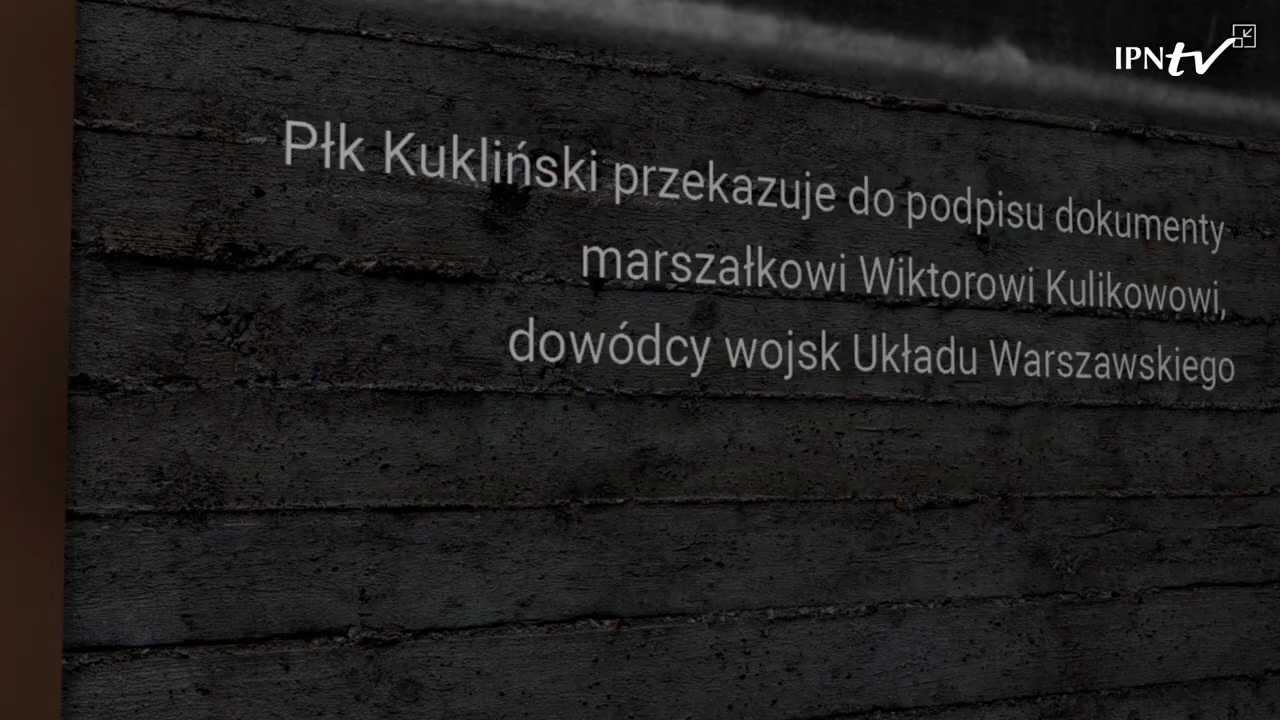 IPNtv
Płk Kukliński przekazuje do podpisu dokumenty
marszałkowi Wiktorowi Kulikowowi,
dowódcy wojsk Układu Warszawskiego